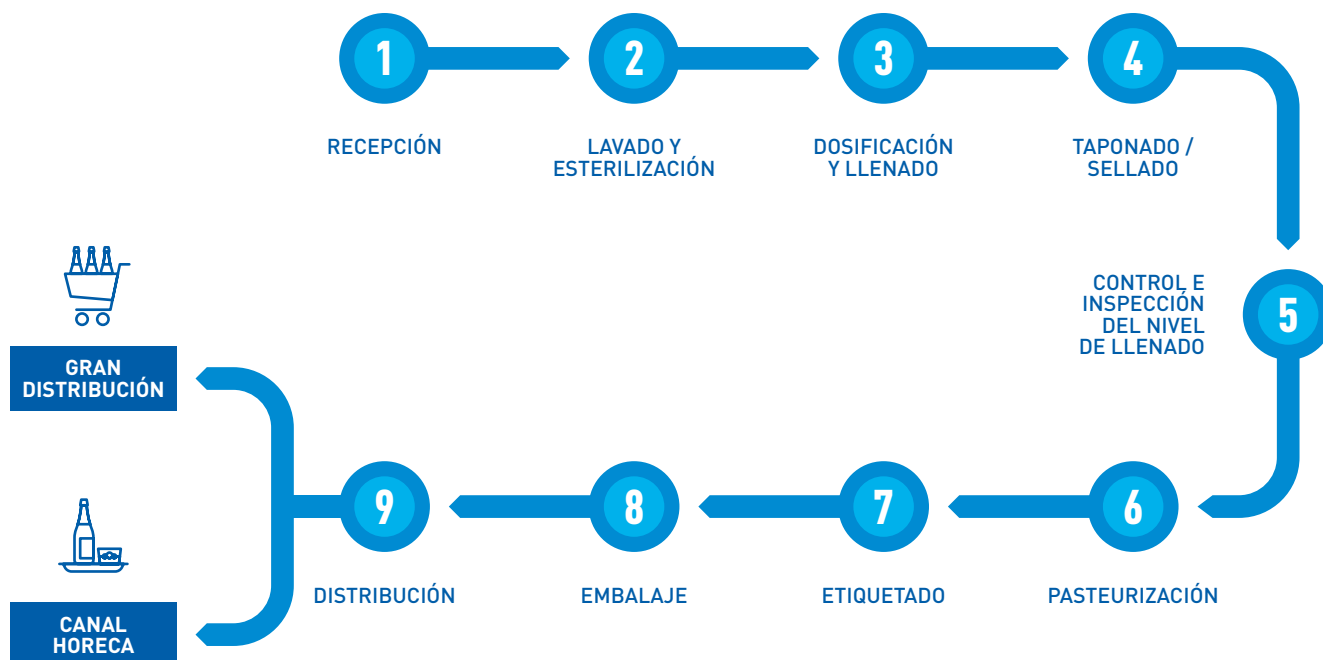 1
2
3
4
RECEPCIÓN
LAVADO Y
ESTERILIZACIÓN
DOSIFICACIÓN
Y LLENADO
TAPONADO /
SELLADO
CONTROL E
INSPECCIÓN
DEL NIVEL
DE LLENADO
5
6
PASTEURIZACIÓN
7
ETIQUETADO
8
EMBALAJE
9
DISTRIBUCIÓN
GRAN
DISTRIBUCIÓN
CANAL
HORECA